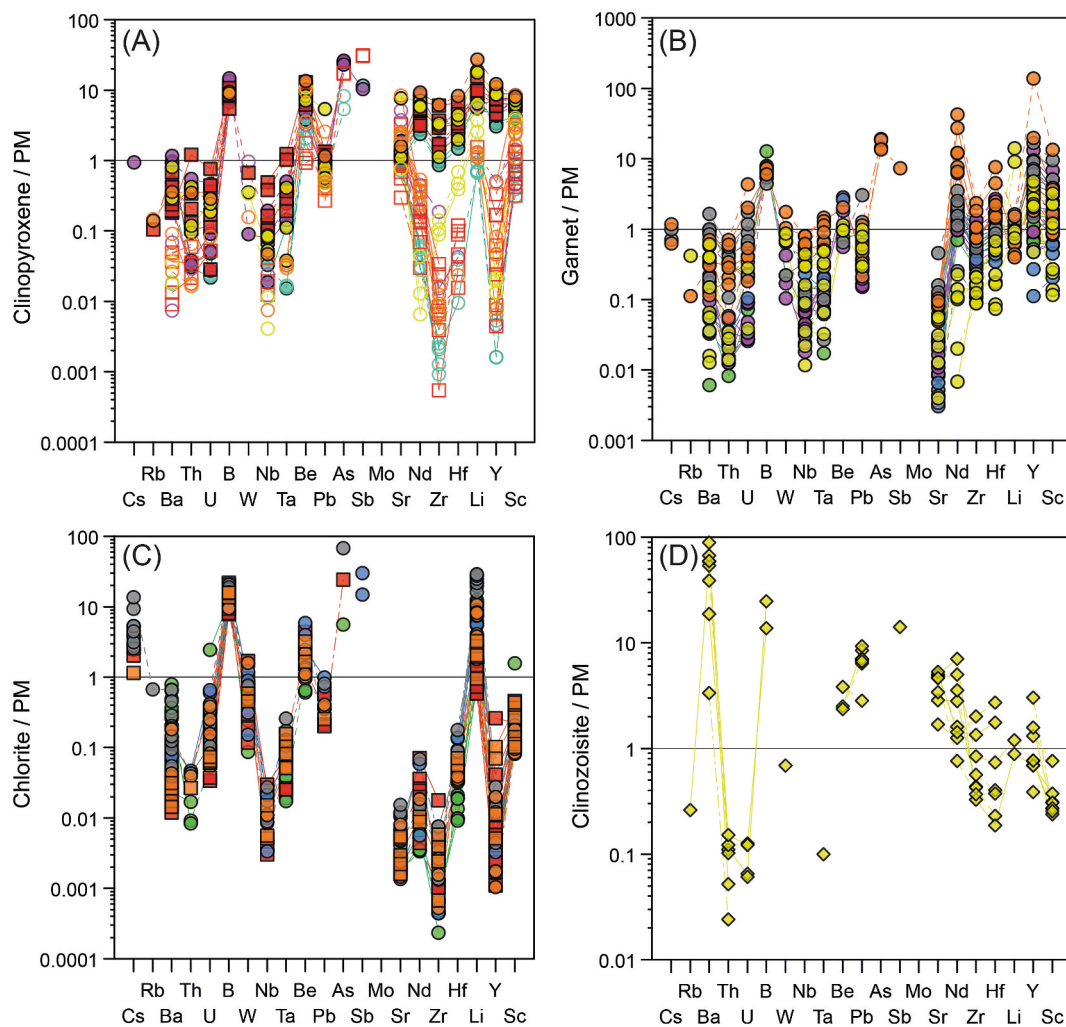 (A)
Clinopyroxene / PM
100
10
1
0.1
0.01
0.001
0.0001
Rb Th B Nb Be As Mo Nd Hf Y
Cs Ba U W Ta Pb Sb Sr Zr Li Sc
(B)
Garnet / PM
1000
100
10
1
0.1
0.01
0.001
Rb Th B Nb Be As Mo Nd Hf Y
Cs Ba U W Ta Pb Sb Sr Zr Li Sc
(C)
Chlorite / PM
100
10
1
0.1
0.01
0.001
0.0001
Rb Th B Nb Be As Mo Nd Hf Y
Cs Ba U W Ta Pb Sb Sr Zr Li Sc
(D)
Clinozoisite / PM
100
10
1
0.1
0.01
Rb Th B Nb Be As Mo Nd Hf Y
Cs Ba U W Ta Pb Sb Sr Zr Li Sc